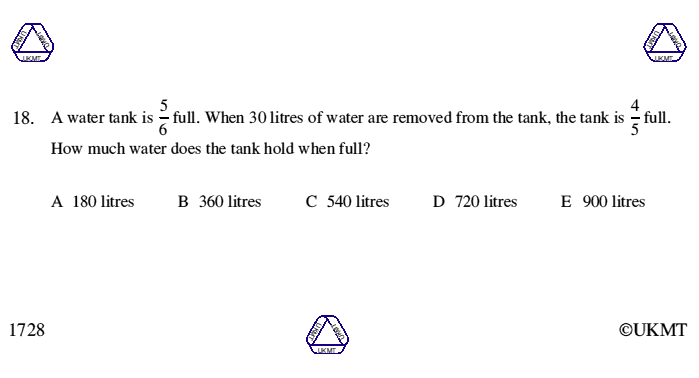 UKMT UKMT UKMT
UKMT UKMT UKMT
18. A water tank is 5/6 full. When 30 litres of water are removed from the tank, the tank is 4/5 full.
How much water does the tank hold when full?
A 180 litres B 360 litres C 540 litres D 720 litres E 900 litres
1728
UKMT UKMT UKMT
©UKMT